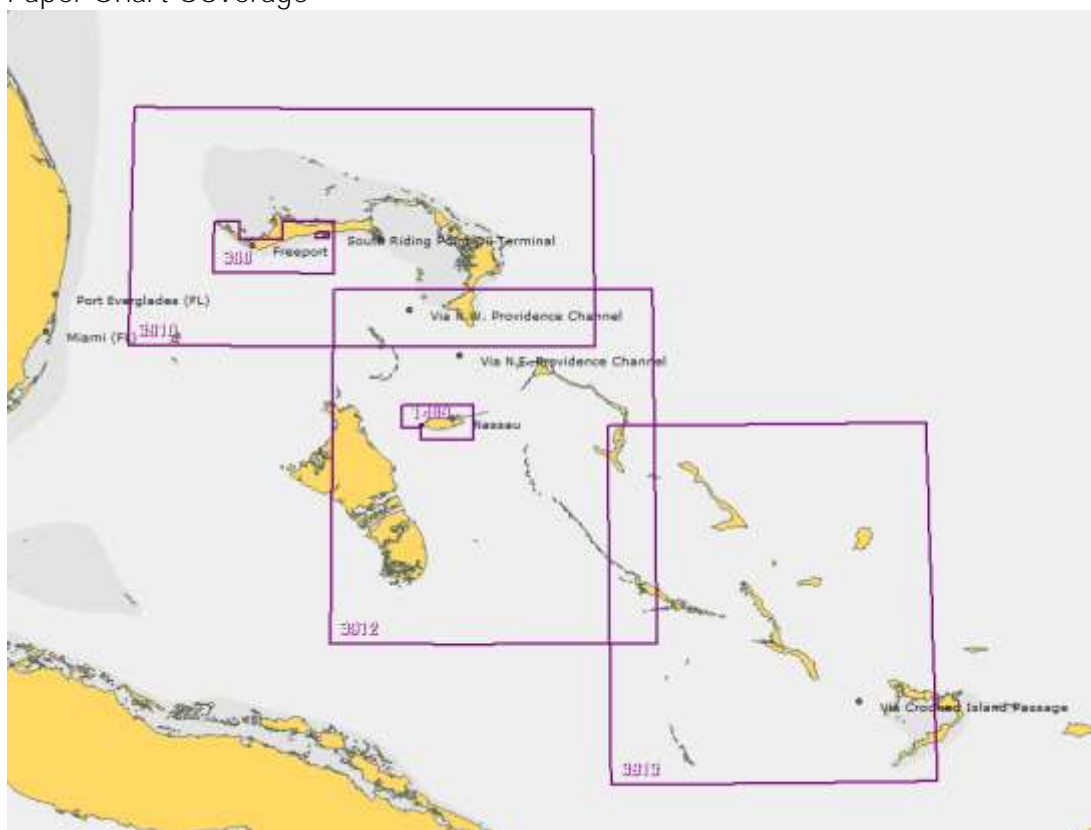 Paper Chart Coverage
South Riding Point Oil Terminal
Freeport
Port Everglades (FL)
Via N.W. Providence Channel
3910
Miami (FL)
Via N.E. Providence Channel
Nassau
3912
Via Crooked Island Passage
3913